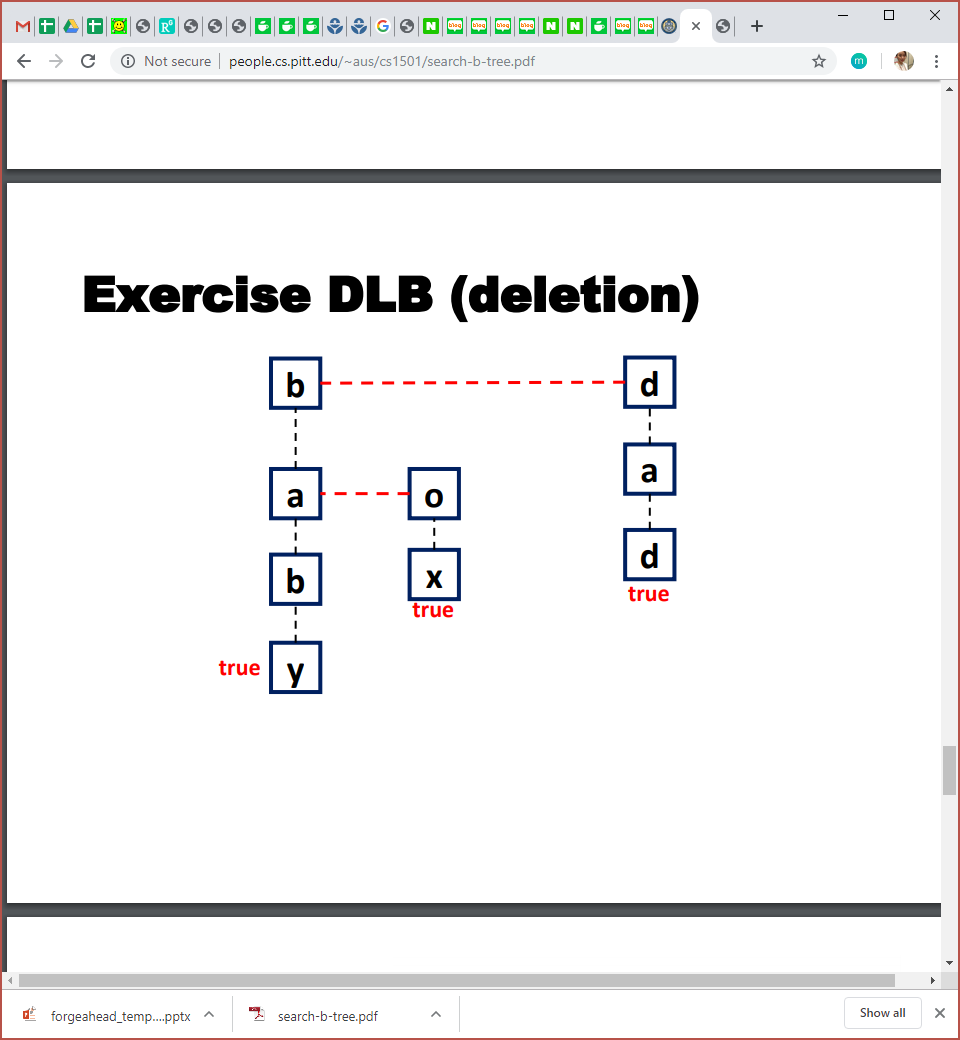 Not secure people.cs.pitt.edu/~aus/cs1501/search-b-tree.pdf
Exercise DLB (deletion)
b d
a
a o
d
b x
true true
true y
forgeahead_temp....pptx search-b-tree.pdf Show all